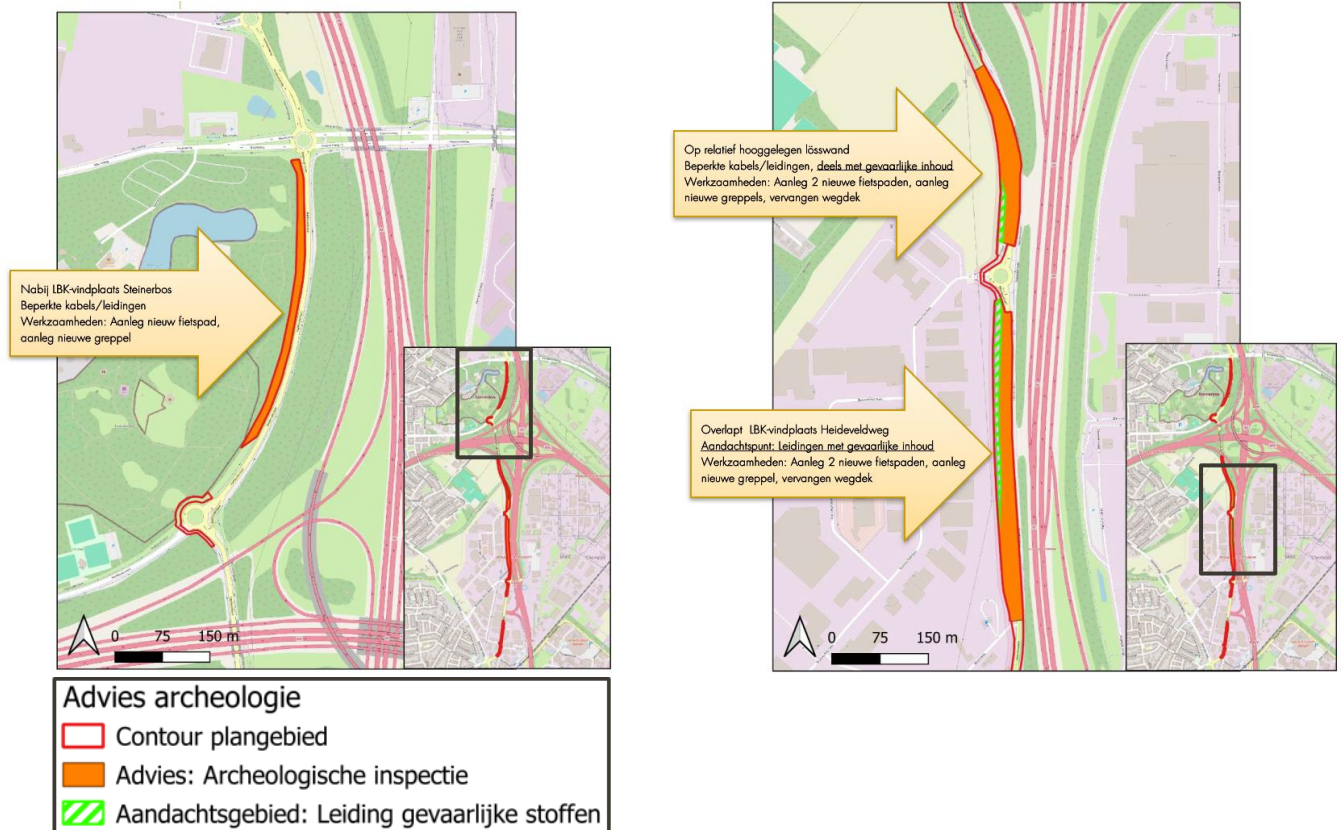 Nabij LBK-vindplaats Steinerbos
Beperkte kabels/leidingen
Werkzaamheden: Aanleg nieuw fietspad,
aanleg nieuwe greppel
0 75 150 m
Op relatief hooggelegen lösswand
Beperkte kabels/leidingen, deels met gevaarlijke inhoud
Werkzaamheden: Aanleg 2 nieuwe fietspaden, aanleg
nieuwe greppels, vervangen wegdek
Overlapt LBK-vindplaats Heideveldweg
Aandachtspunt: Leidingen met gevaarlijke inhoud
Werkzaamheden: Aanleg 2 nieuwe fietspaden, aanleg
nieuwe greppel, vervangen wegdek
0 75 150 m
Advies archeologie
Contour plangebied
Advies: Archeologische inspectie
Aandachtsgebied: Leiding gevaarlijke stoffen